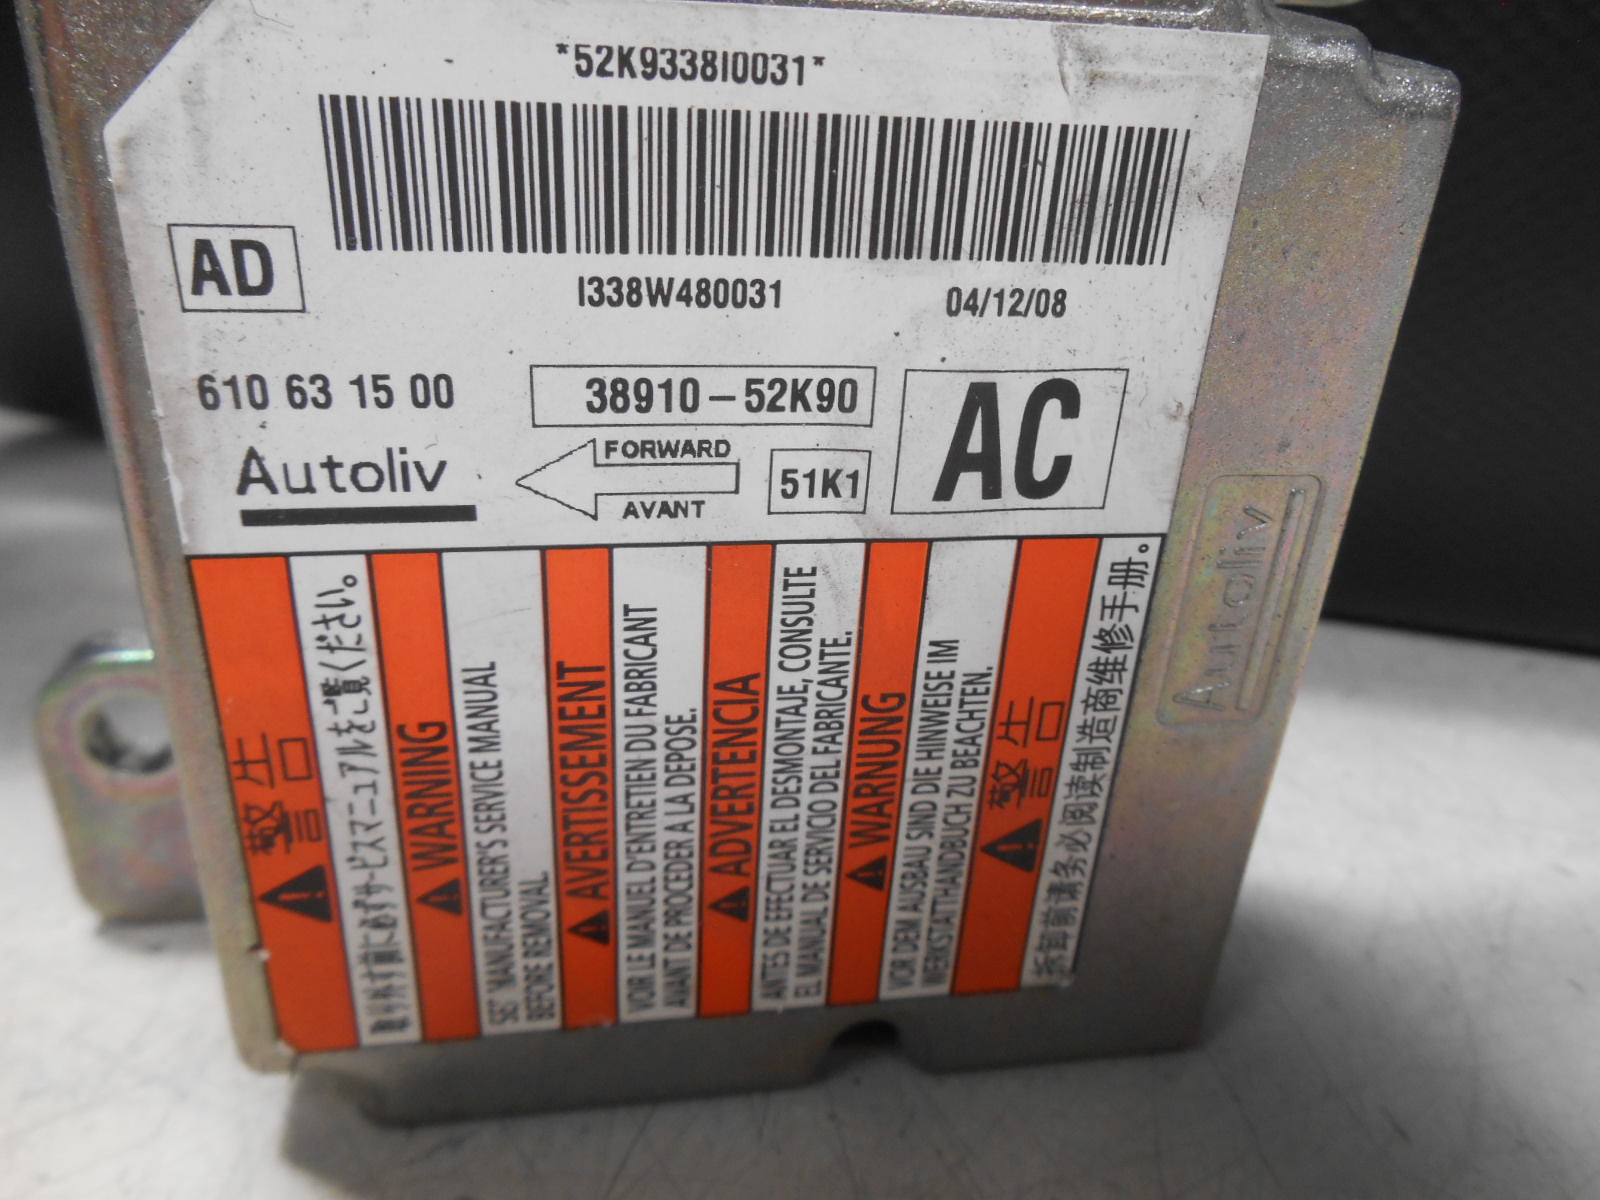 *52K9338I0031*
AD
I338W480031
04/12/08
610 63 15 00
38910-52K90
AC
Autoliv
FORWARD
AVANT
51K1
警告
取り外す前に必ずサービスマニュアルをご覧ください。
WARNING
SEE MANUFACTURER'S SERVICE MANUAL
BEFORE REMOVAL.
AVERTISSEMENT
VOIR LE MANUEL D'ENTRETIEN DU FABRICANT
AVANT DE PROCEDER A LA DEPOSE.
ADVERTENCIA
ANTES DE EFECTUAR EL DESMONTAJE, CONSULTE
EL MANUAL DE SERVICIO DEL FABRICANTE.
WARNUNG
VOR DEM AUSBAU SIND DIE HINWEISE IM
WERKSTATTHANDBUCH ZU BEACHTEN.
警告
拆卸前请务必阅读制造商维修手册。
Autoliv